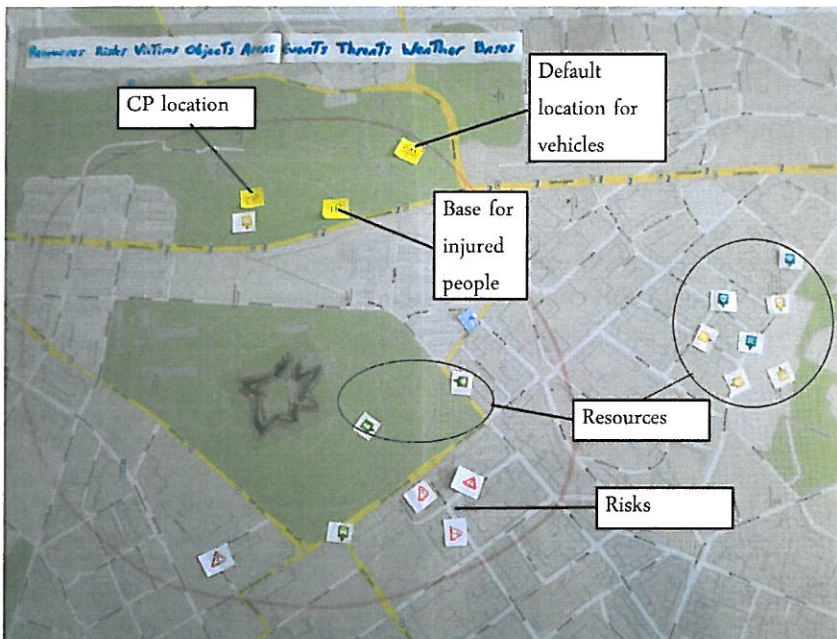 Resources Risks Victims Objects Areas Events Threats Weather Bases
CP location
Default
location for
vehicles
Base for
injured
people
Resources
Risks